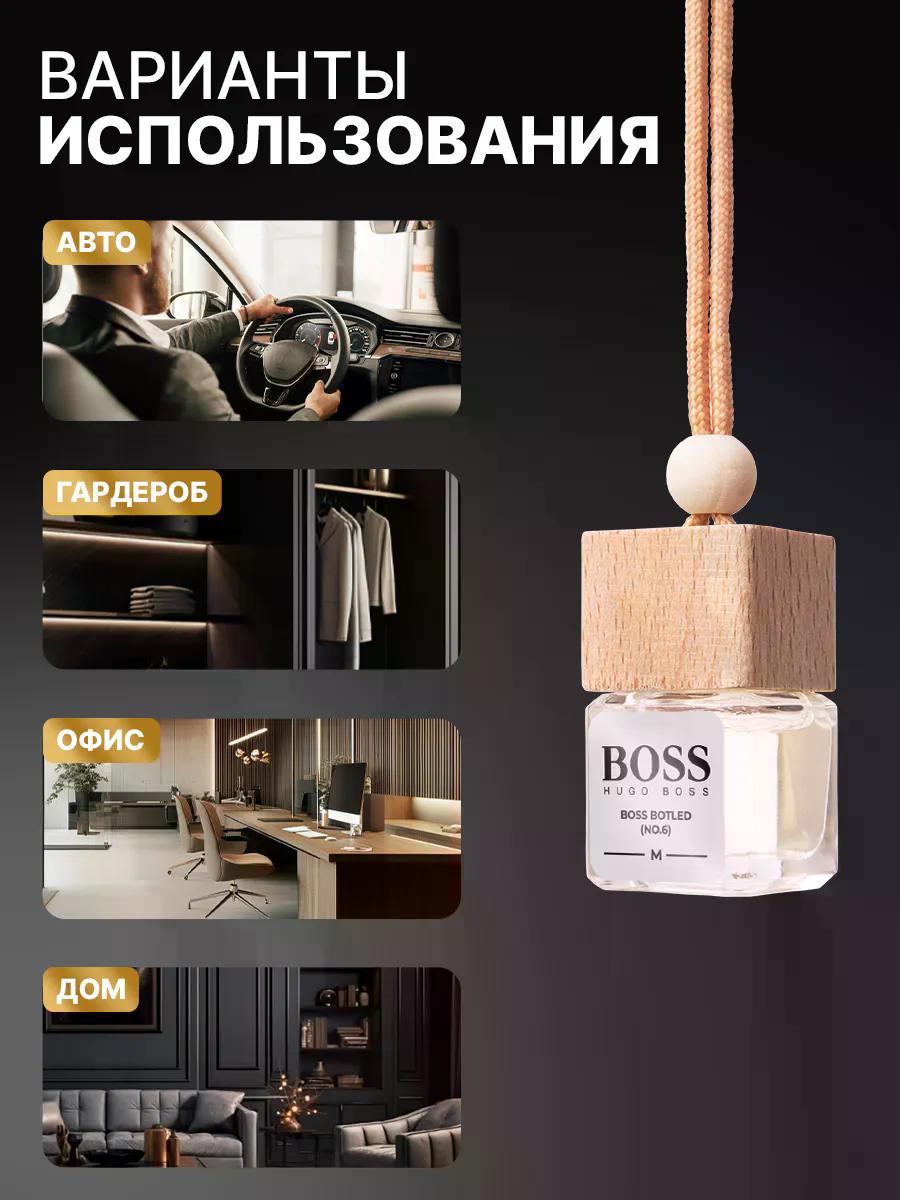 ВАРИАНТЫ
ИСПОЛЬЗОВАНИЯ
АВТО
ГАРДЕРОБ
ОФИС
ДОМ
BOSS
HUGO BOSS
BOSS BOTLED
(NO.6)
M